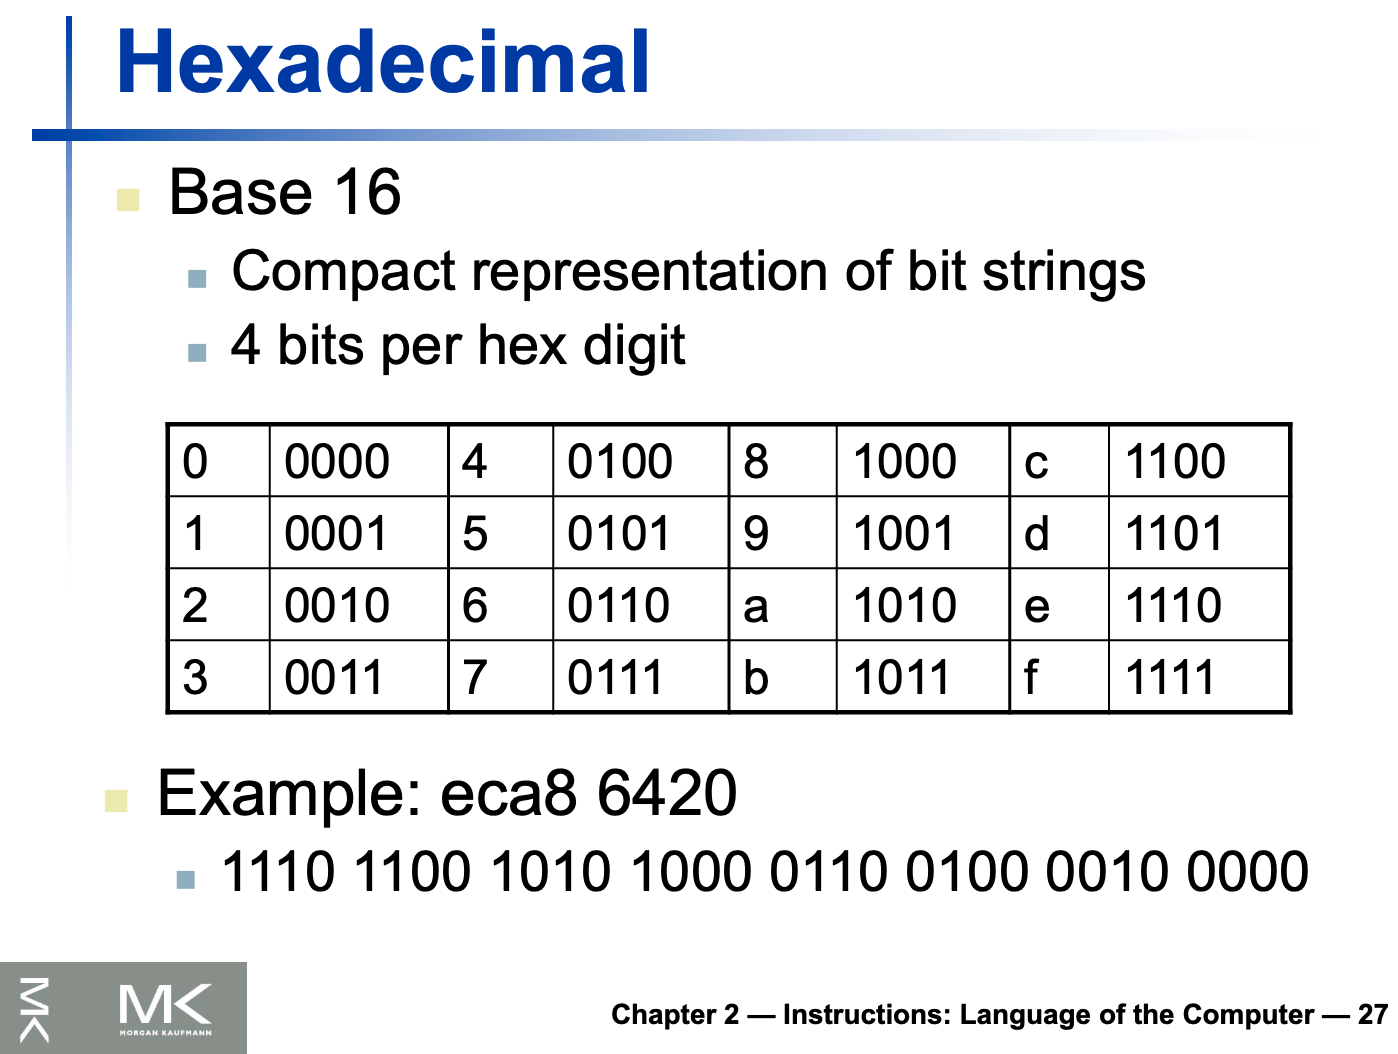 Hexadecimal
Base 16
Compact representation of bit strings
4 bits per hex digit
0 0000 4 0100 8 1000 c 1100
1 0001 5 0101 9 1001 d 1101
2 0010 6 0110 a 1010 e 1110
3 0011 7 0111 b 1011 f 1111
Example: eca8 6420
1110 1100 1010 1000 0110 0100 0010 0000
MK
MK
MORGAN KAUFMANN
Chapter 2 — Instructions: Language of the Computer — 27